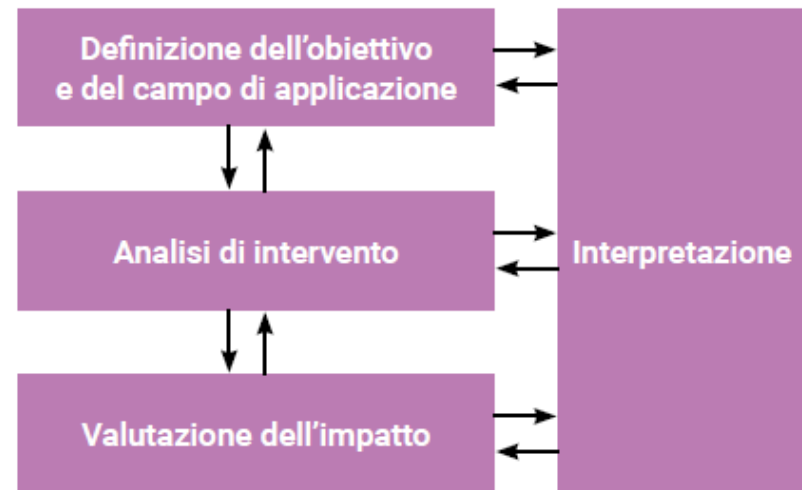 Definizione dell’obiettivo
e del campo di applicazione
Analisi di intervento
Interpretazione
Valutazione dell’impatto